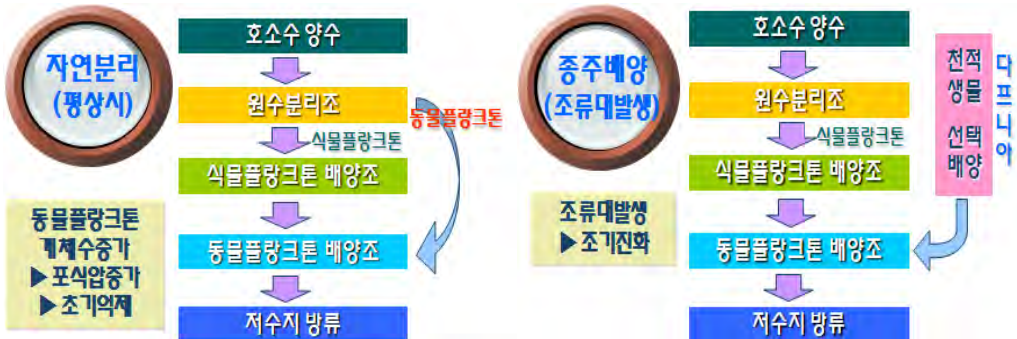 자연분리
(평상시)
호소수 양수
원수분리조
동물플랑크톤
식물플랑크톤
식물플랑크톤 배양조
동물플랑크톤 배양조
저수지 방류
동물플랑크톤
개체수증가
▶ 포식압증가
▶ 초기억제
종주배양
(조류대발생)
호소수 양수
원수분리조
식물플랑크톤
식물플랑크톤 배양조
동물플랑크톤 배양조
저수지 방류
조류대발생
▶ 조기진화
천적
생물
선택
배양
다프니아